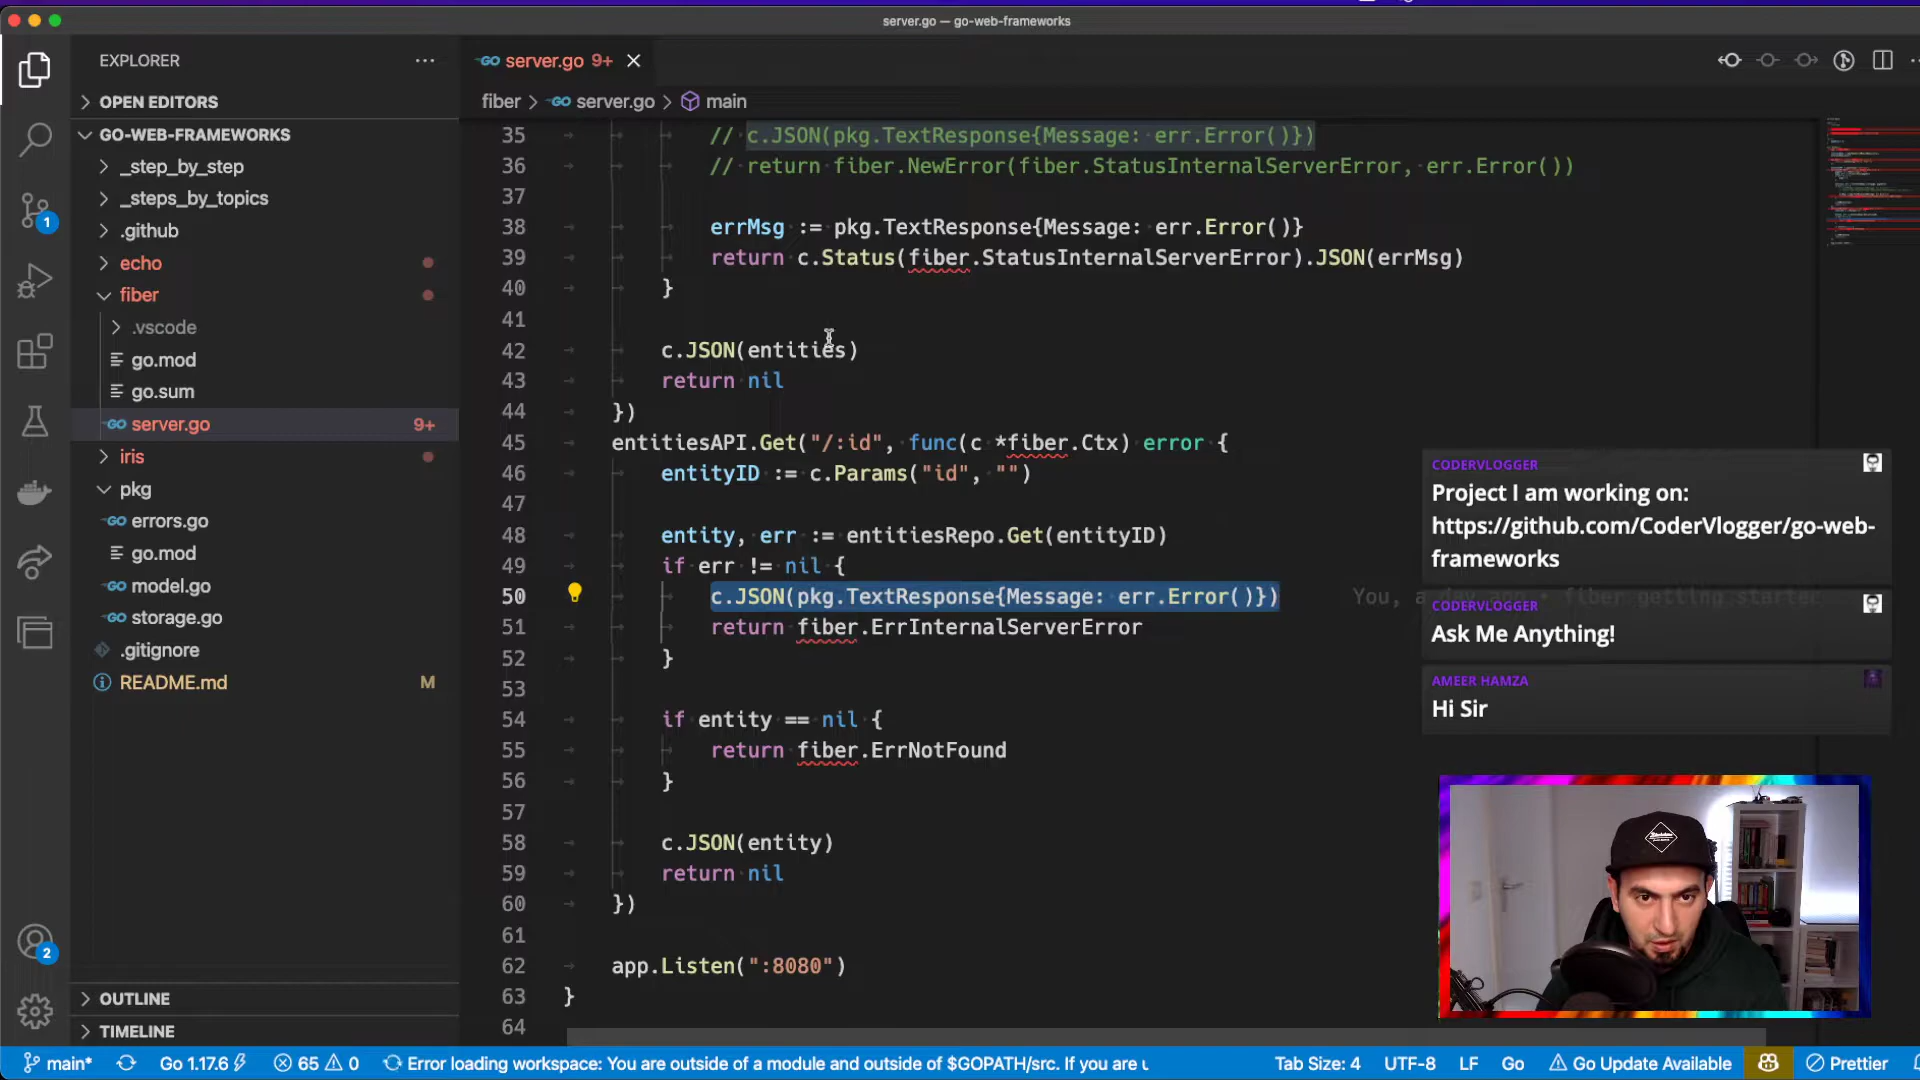 server.go — go-web-frameworks
EXPLORER
OPEN EDITORS
GO-WEB-FRAMEWORKS
_step_by_step
_steps_by_topics
.github
echo
fiber
.vscode
go.mod
go.sum
server.go 9+
iris
pkg
errors.go
go.mod
model.go
storage.go
.gitignore
README.md M
OUTLINE
TIMELINE
1
2
server.go 9+
fiber > server.go > main
35 // c.JSON(pkg.TextResponse{Message: err.Error()})
36 // return fiber.NewError(fiber.StatusInternalServerError, err.Error())
37
38 errMsg := pkg.TextResponse{Message: err.Error()}
39 return c.Status(fiber.StatusInternalServerError).JSON(errMsg)
40 }
41
42 c.JSON(entities)
43 return nil
44 })
45 entitiesAPI.Get("/:id", func(c *fiber.Ctx) error {
46 entityID := c.Params("id", "")
47
48 entity, err := entitiesRepo.Get(entityID)
49 if err != nil {
50 c.JSON(pkg.TextResponse{Message: err.Error()}) You, a day ago • fiber getting started
51 return fiber.ErrInternalServerError
52 }
53
54 if entity == nil {
55 return fiber.ErrNotFound
56 }
57
58 c.JSON(entity)
59 return nil
60 })
61
62 app.Listen(":8080")
63 }
64
CODERVLOGGER
Project I am working on:
https://github.com/CoderVlogger/go-web-
frameworks
CODERVLOGGER
Ask Me Anything!
AMEER HAMZA
Hi Sir
main* Go 1.17.6 65 0 Error loading workspace: You are outside of a module and outside of $GOPATH/src. If you are u Tab Size: 4 UTF-8 LF Go Go Update Available Prettier